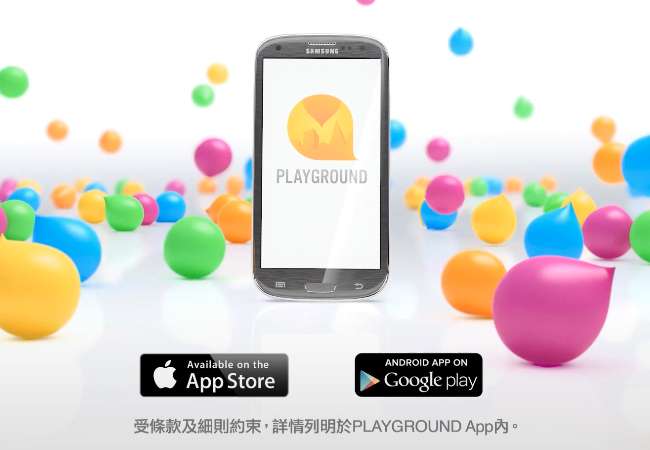 SAMSUNG
PLAYGROUND
Available on the
App Store
ANDROID APP ON
Google play
受條款及細則約束，詳情列明於PLAYGROUND App內。